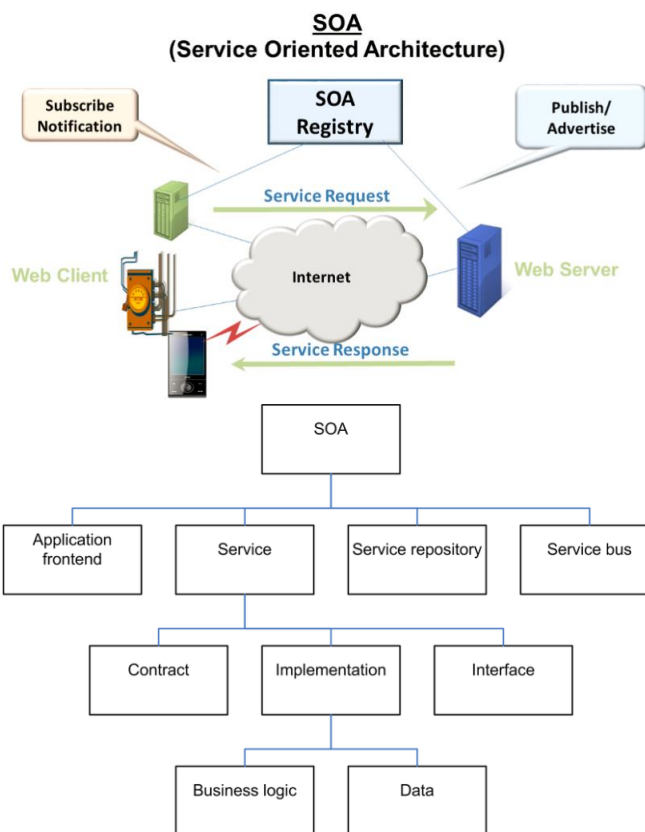 SOA
(Service Oriented Architecture)
Subscribe
Notification
SOA
Registry
Publish/
Advertise
Service Request
Web Client
Internet
Web Server
Service Response
SOA
Application
frontend
Service
Service repository
Service bus
Contract
Implementation
Interface
Business logic
Data